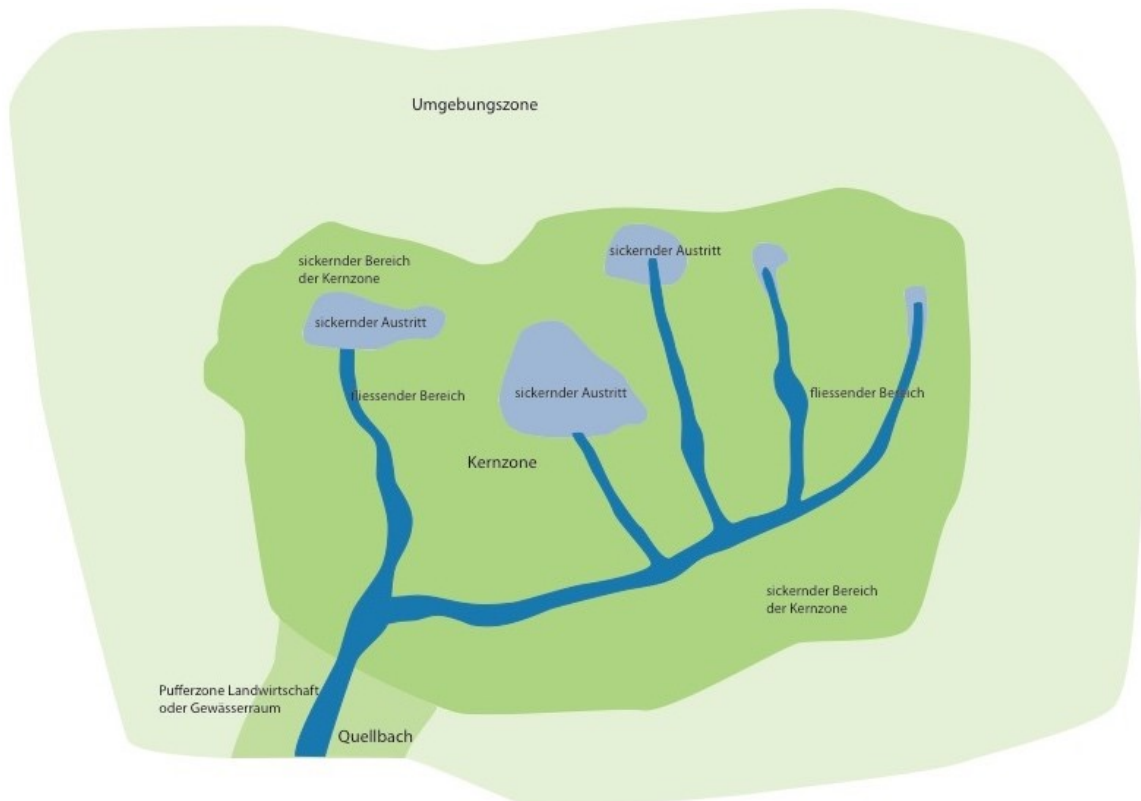 Umgebungszone
sickernder Bereich
der Kernzone
sickernder Austritt
sickernder Austritt
fliessender Bereich
sickernder Austritt
fliessender Bereich
Kernzone
sickernder Bereich
der Kernzone
Pufferzone Landwirtschaft
oder Gewässerraum
Quellbach